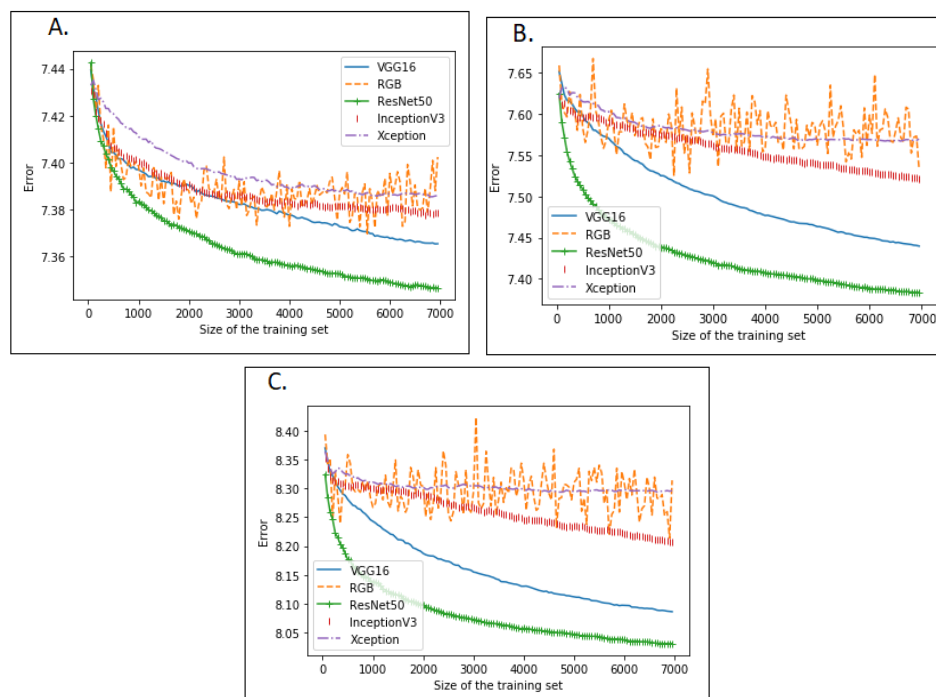 A.
7.44
7.42
7.40
7.38
7.36
Error
VGG16
RGB
ResNet50
InceptionV3
Xception
0 1000 2000 3000 4000 5000 6000 7000
Size of the training set
B.
7.65
7.60
7.55
7.50
7.45
7.40
Error
VGG16
RGB
ResNet50
InceptionV3
Xception
0 1000 2000 3000 4000 5000 6000 7000
Size of the training set
C.
8.40
8.35
8.30
8.25
8.20
8.15
8.10
8.05
Error
VGG16
RGB
ResNet50
InceptionV3
Xception
0 1000 2000 3000 4000 5000 6000 7000
Size of the training set